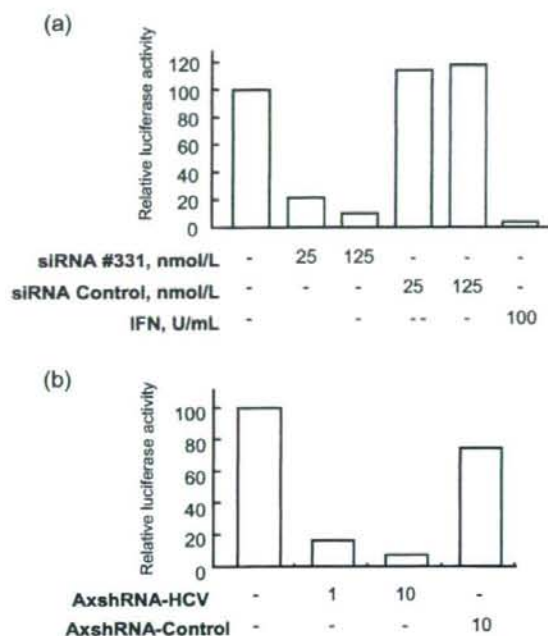 (a)
Relative luciferase activity
120
100
80
60
40
20
0
siRNA #331, nmol/L - 25 125 - - -
siRNA Control, nmol/L - - - 25 125 -
IFN, U/mL - - -- - 100
(b)
Relative luciferase activity
100
80
60
40
20
0
AxshRNA-HCV - 1 10 -
AxshRNA-Control - - - 10